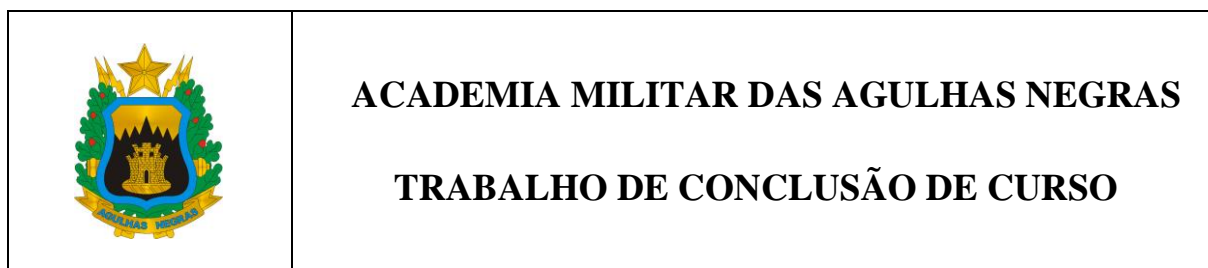 ACADEMIA MILITAR DAS AGULHAS NEGRAS
TRABALHO DE CONCLUSÃO DE CURSO
AGULHAS NEGRAS